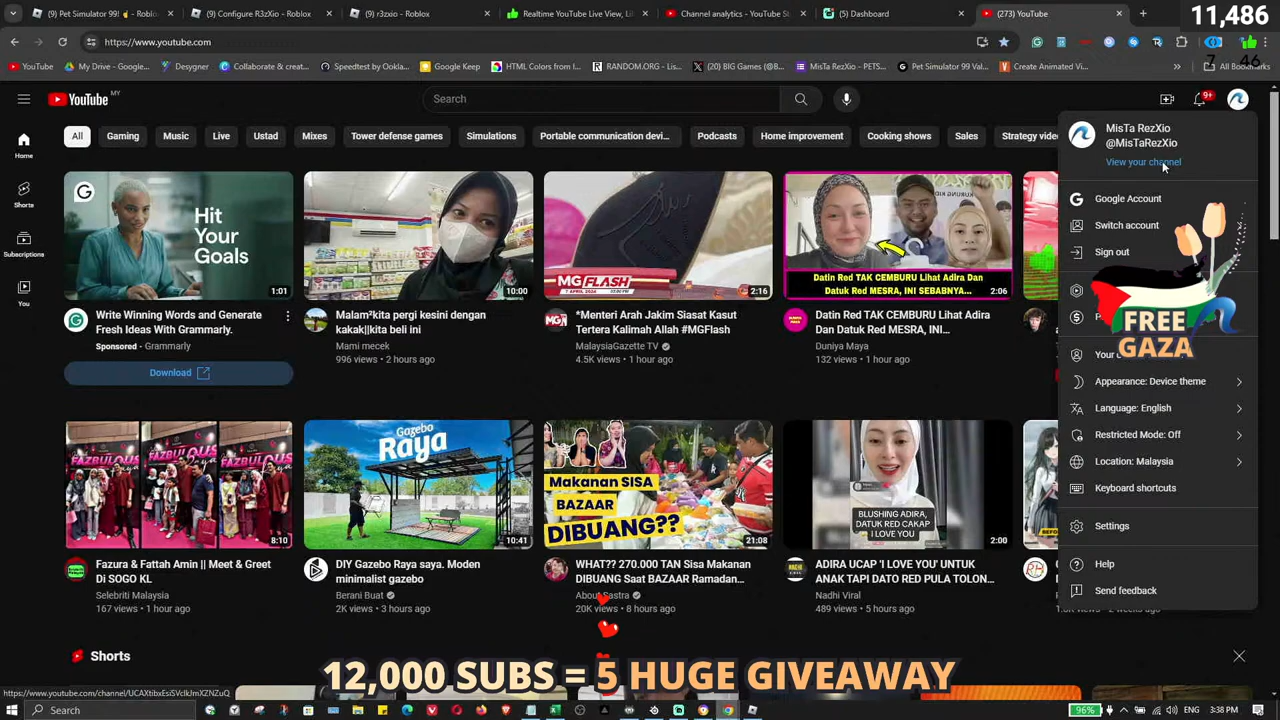 (9) Pet Simulator 99! 
(9) Configure R3zXio - Roblox
(9) r3zxio - Roblox
Realtime YouTube Live View, Li
Channel analytics - YouTube St
(5) Dashboard
(273) YouTube
11,486
https://www.youtube.com
YouTube
My Drive - Google...
Desygner
Collaborate & creat...
Speedtest by Ookla...
Google Keep
HTML Colors from I...
RANDOM.ORG - Lis...
(20) BIG Games (@B...
MisTa RezXio – PETS...
Pet Simulator 99 Val...
Create Animated Vi...
All Bookmarks
YouTube MY
Search
9+
All
Gaming
Music
Live
Ustad
Mixes
Tower defense games
Simulations
Portable communication devi...
Podcasts
Home improvement
Cooking shows
Sales
Strategy video
Home
Shorts
Subscriptions
You
MisTa RezXio
@MisTaRezXio
View your channel
Google Account
Switch account
Sign out
FREE
GAZA
Appearance: Device theme
Language: English
Restricted Mode: Off
Location: Malaysia
Keyboard shortcuts
Settings
Help
Send feedback
Hit
Your
Goals
1:01
Write Winning Words and Generate
Fresh Ideas With Grammarly.
Sponsored · Grammarly
Download
10:00
Malam²kita pergi kesini dengan
kakak||kita beli ini
Mami mecek
996 views • 2 hours ago
MG FLASH
1 APRIL 2024
2:16
*Menteri Agama Jakim Siasat Kasut
Tertera Kalimah Allah #MGFlash
MalaysiaGazette TV
4.5K views • 1 hour ago
Datin Red TAK CEMBURU Lihat Adira Dan
Datuk Red MESRA, INI SEBABNYA...
2:06
Datin Red TAK CEMBURU Lihat Adira
Dan Datuk Red MESRA, INI...
Duniya Maya
132 views • 1 hour ago
FAZBULOUS
8:10
Fazura & Fattah Amin || Meet & Greet
Di SOGO KL
Selebriti Malaysia
167 views • 1 hour ago
Gazebo
Raya
10:41
DIY Gazebo Raya saya. Moden
minimalist gazebo
Berani Buat
2K views • 3 hours ago
Makanan SISA
BAZAAR
DIBUANG??
21:08
WHAT?? 270.000 TAN Sisa Makanan
DIBUANG Saat BAZAAR Ramadan...
About Sastra
20K views • 8 hours ago
BLUSHING ADIRA,
DATUK RED CAKAP
I LOVE YOU
2:00
ADIRA UCAP 'I LOVE YOU' UNTUK
ANAK TAPI DATO RED PULA TOLON...
Nadhi Viral
489 views • 5 hours ago
Shorts
12,000 SUBS = 5 HUGE GIVEAWAY
Search
96%
ENG
3:38 PM